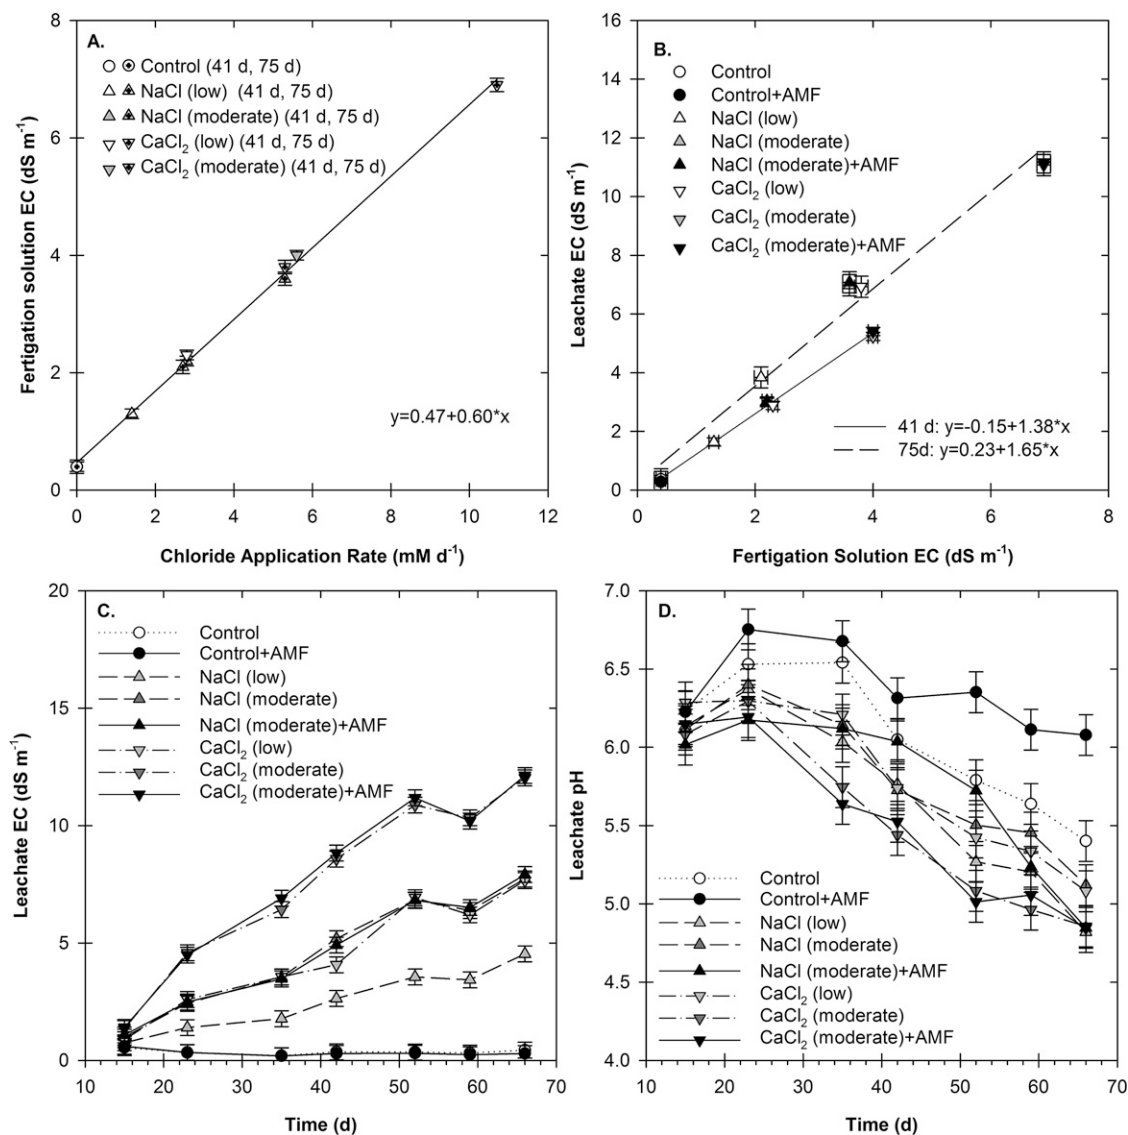 A.
Control (41 d, 75 d)
NaCl (low) (41 d, 75 d)
NaCl (moderate) (41 d, 75 d)
CaCl2 (low) (41 d, 75 d)
CaCl2 (moderate) (41 d, 75 d)
y=0.47+0.60*x
8
6
4
2
0
0 2 4 6 8 10 12
Fertigation solution EC (dS m-1)
Chloride Application Rate (mM d-1)
B.
Control
Control+AMF
NaCl (low)
NaCl (moderate)
NaCl (moderate)+AMF
CaCl2 (low)
CaCl2 (moderate)
CaCl2 (moderate)+AMF
41 d: y=-0.15+1.38*x
75d: y=0.23+1.65*x
16
14
12
10
8
6
4
2
0
2 4 6 8
Leachate EC (dS m-1)
Fertigation Solution EC (dS m-1)
C.
Control
Control+AMF
NaCl (low)
NaCl (moderate)
NaCl (moderate)+AMF
CaCl2 (low)
CaCl2 (moderate)
CaCl2 (moderate)+AMF
20
15
10
5
0
10 20 30 40 50 60 70
Leachate EC (dS m-1)
Time (d)
D.
Control
Control+AMF
NaCl (low)
NaCl (moderate)
NaCl (moderate)+AMF
CaCl2 (low)
CaCl2 (moderate)
CaCl2 (moderate)+AMF
7.0
6.5
6.0
5.5
5.0
4.5
4.0
10 20 30 40 50 60 70
Leachate pH
Time (d)